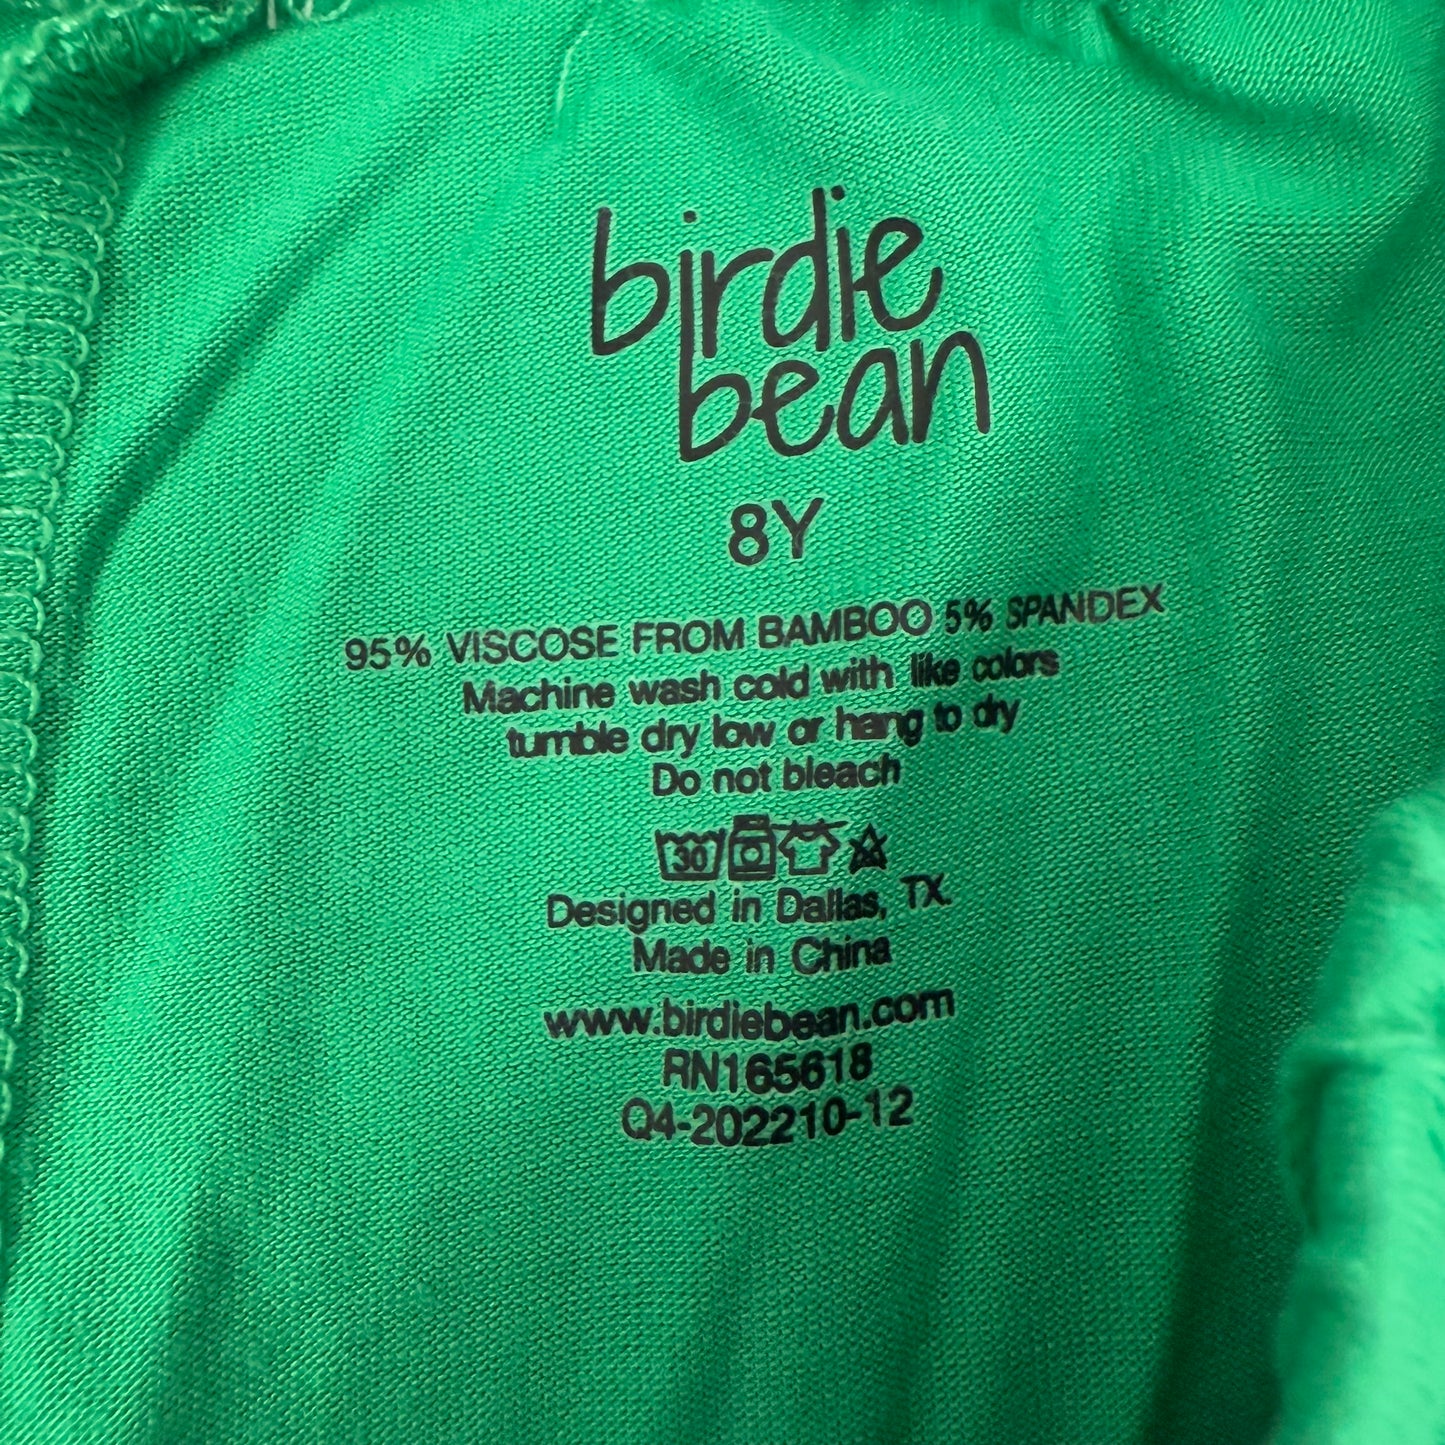 birdie
bean
8Y
95% VISCOSE FROM BAMBOO 5% SPANDEX
Machine wash cold with like colors
tumble dry low or hang to dry
Do not bleach
30
Designed in Dallas, TX.
Made in China
www.birdiebean.com
RN165618
Q4-202210-12